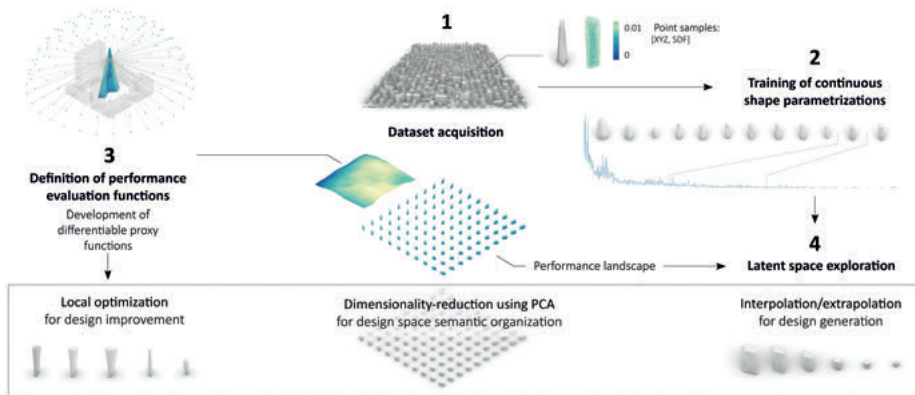 1
Point samples:
[XYZ, SDF]
0.01
0
Dataset acquisition
2
Training of continuous
shape parametrizations
3
Definition of performance
evaluation functions
Development of
differentiable proxy
functions
Performance landscape
4
Latent space exploration
Local optimization
for design improvement
Dimensionality-reduction using PCA
for design space semantic organization
Interpolation/extrapolation
for design generation